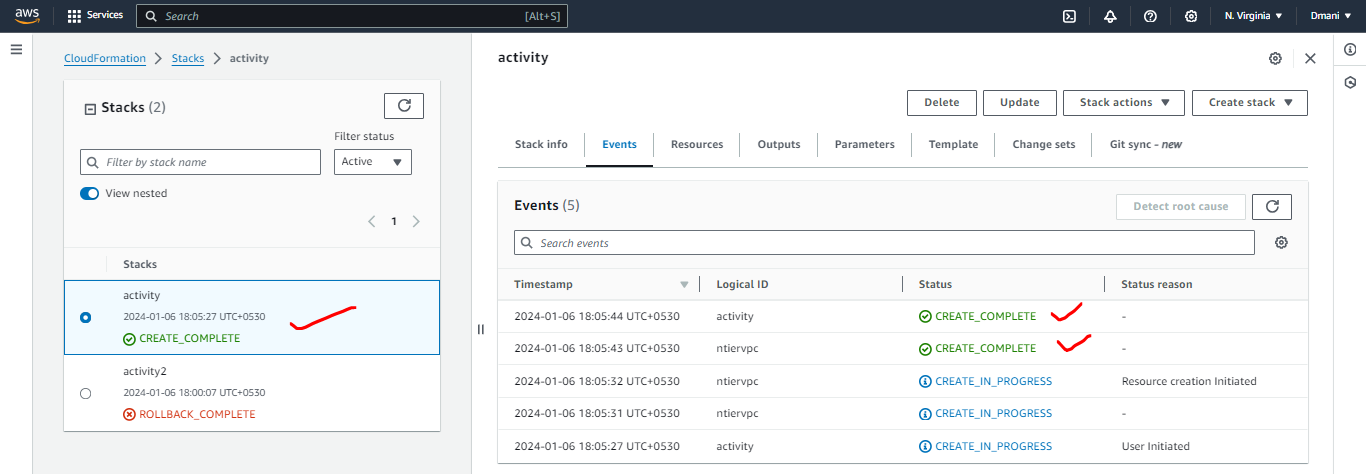 aws Services Search [Alt+S] N. Virginia Dmani
CloudFormation Stacks activity
Stacks (2)
Filter status
Filter by stack name Active
View nested
1
Stacks
activity
2024-01-06 18:05:27 UTC+0530
CREATE_COMPLETE
activity2
2024-01-06 18:00:07 UTC+0530
ROLLBACK_COMPLETE
activity
Delete Update Stack actions Create stack
Stack info Events Resources Outputs Parameters Template Change sets Git sync - new
Events (5) Detect root cause
Search events
Timestamp Logical ID Status Status reason
2024-01-06 18:05:44 UTC+0530 activity CREATE_COMPLETE -
2024-01-06 18:05:43 UTC+0530 ntiervpc CREATE_COMPLETE -
2024-01-06 18:05:32 UTC+0530 ntiervpc CREATE_IN_PROGRESS Resource creation Initiated
2024-01-06 18:05:31 UTC+0530 ntiervpc CREATE_IN_PROGRESS -
2024-01-06 18:05:27 UTC+0530 activity CREATE_IN_PROGRESS User Initiated